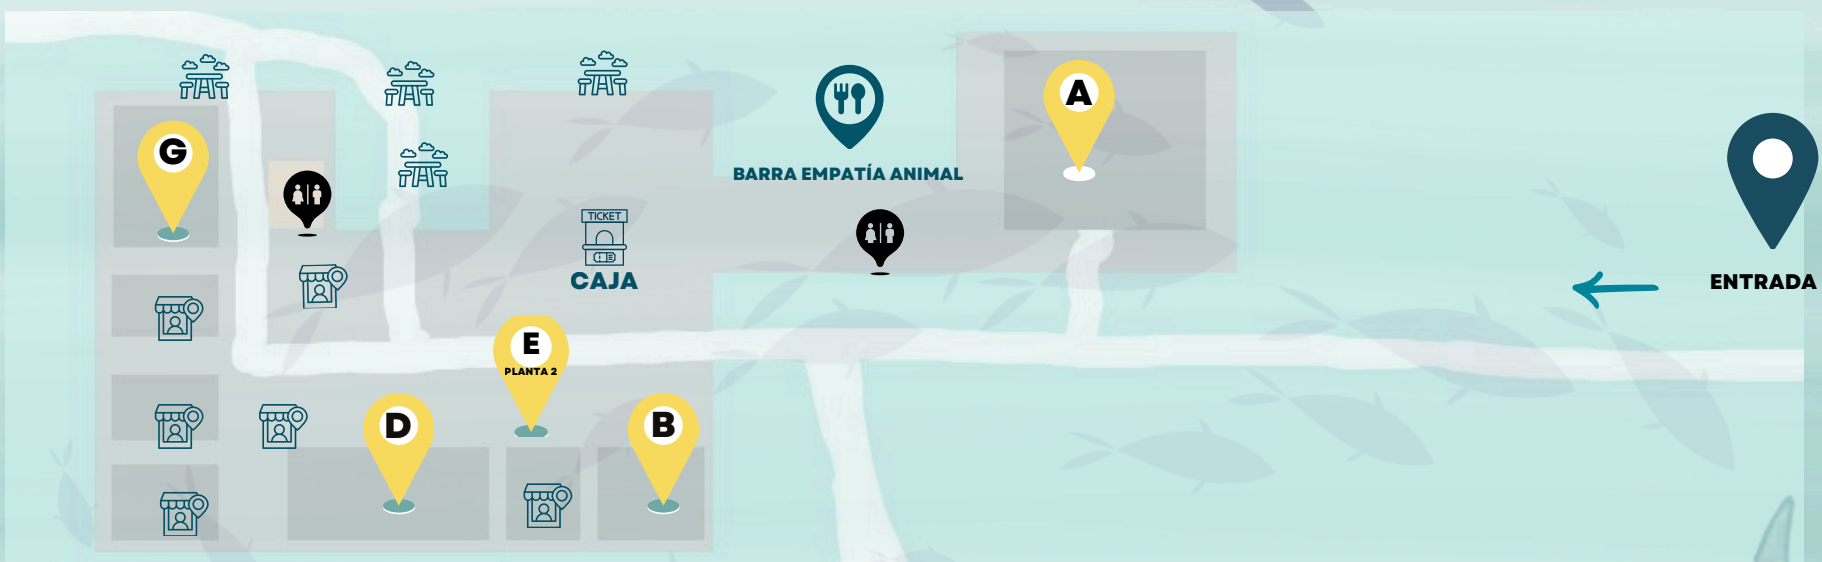 A
G
BARRA EMPATÍA ANIMAL
TICKET
CAJA
ENTRADA
E
PLANTA 2
D
B